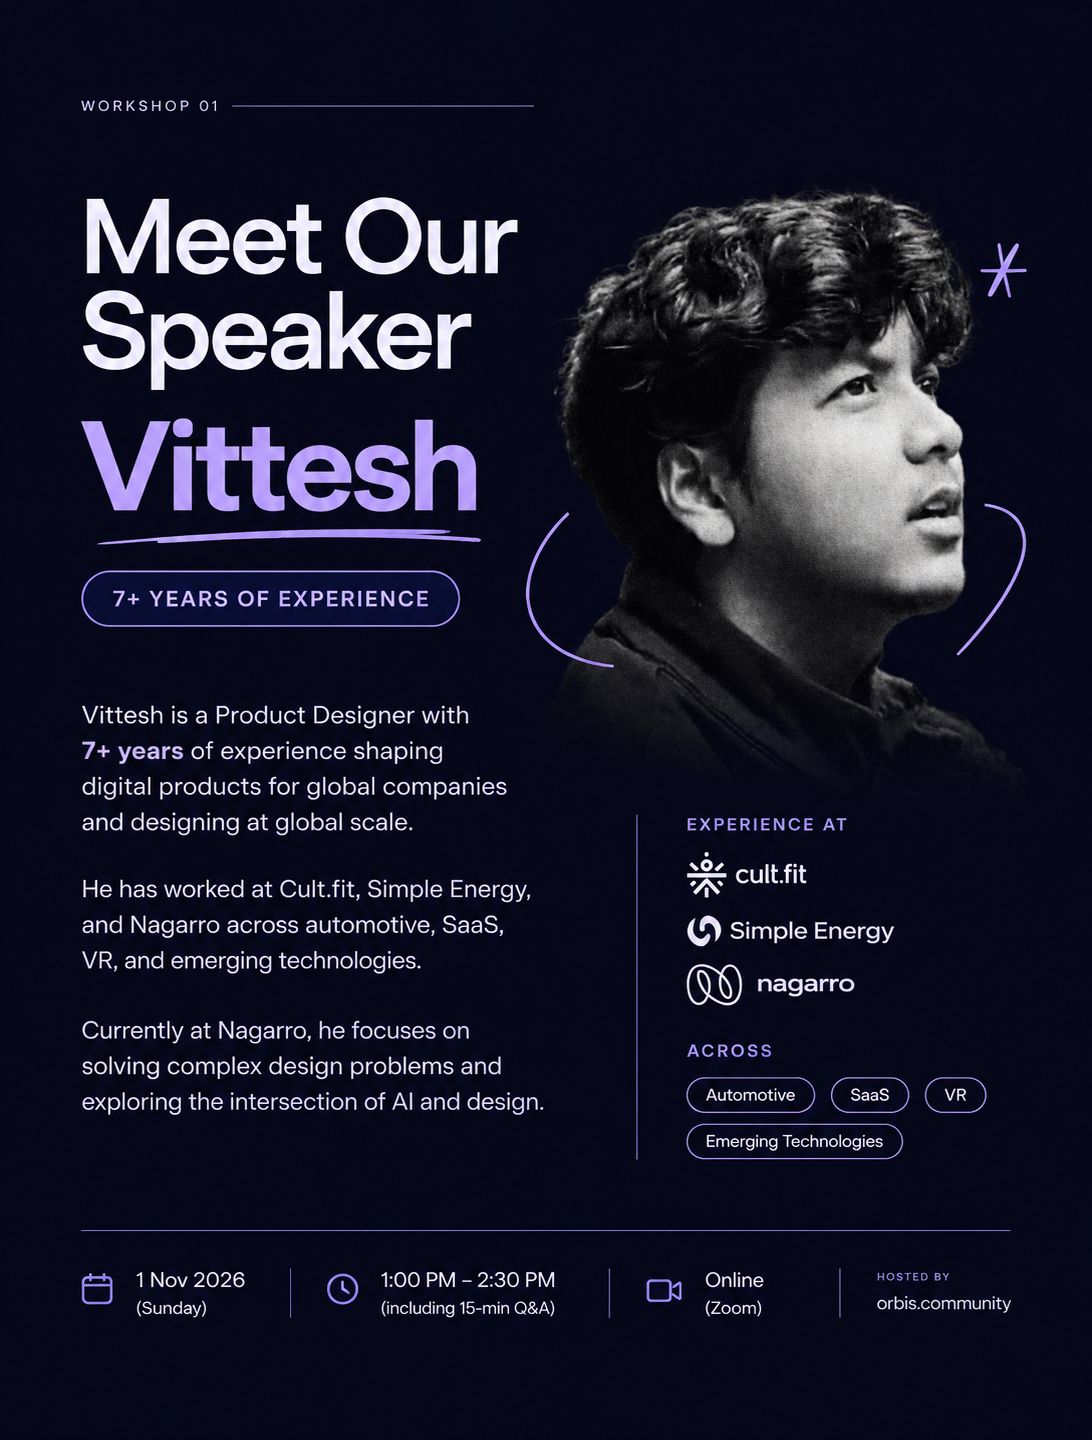 WORKSHOP 01
Meet Our
Speaker
Vittesh
7+ YEARS OF EXPERIENCE
Vittesh is a Product Designer with
7+ years of experience shaping
digital products for global companies
and designing at global scale.
He has worked at Cult.fit, Simple Energy,
and Nagarro across automotive, SaaS,
VR, and emerging technologies.
Currently at Nagarro, he focuses on
solving complex design problems and
exploring the intersection of AI and design.
EXPERIENCE AT
cult.fit
Simple Energy
nagarro
ACROSS
Automotive SaaS VR
Emerging Technologies
1 Nov 2026
(Sunday)
1:00 PM – 2:30 PM
(including 15-min Q&A)
Online
(Zoom)
HOSTED BY
orbis.community